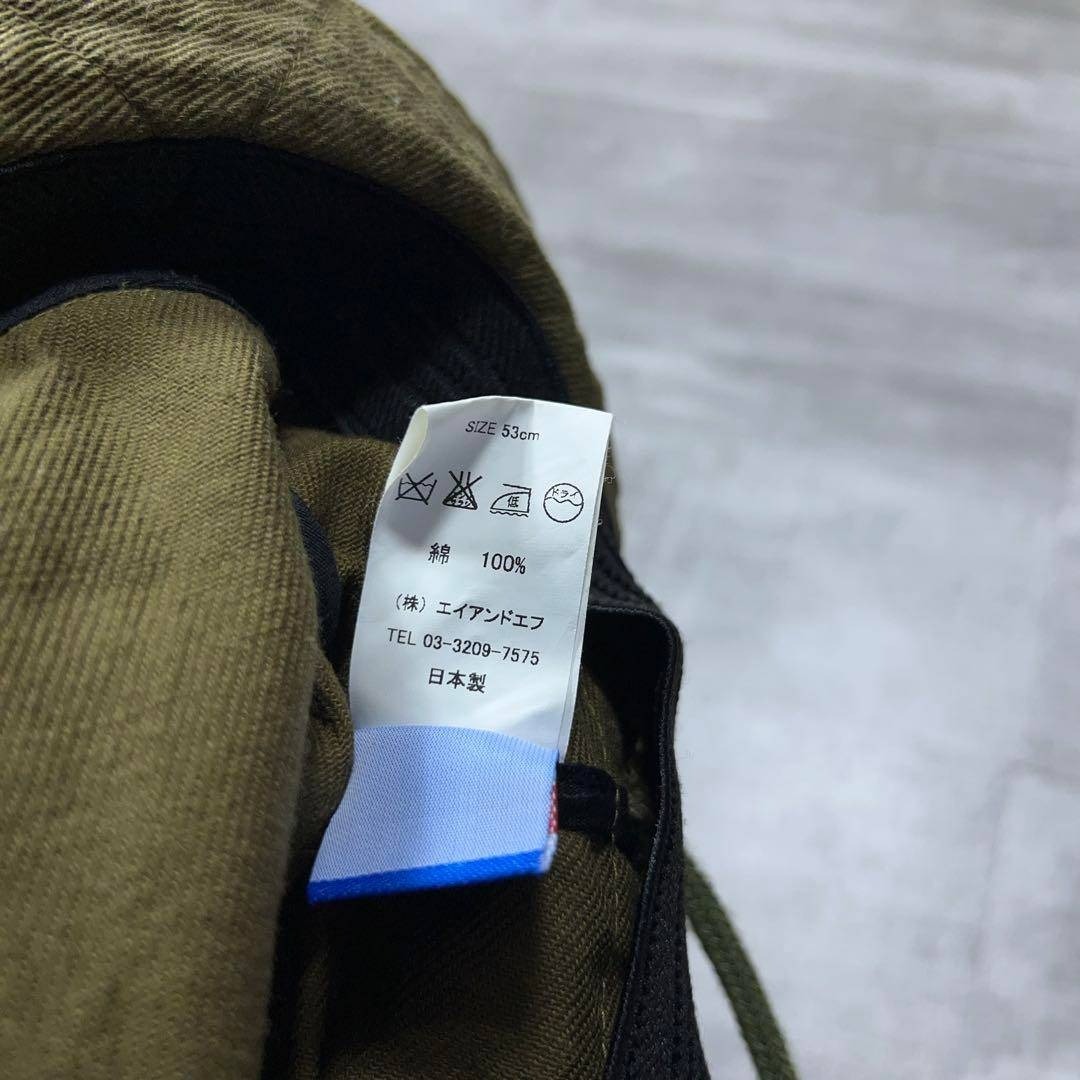 SIZE 53cm
低 ドライ
綿 100%
（株）エイアンドエフ
TEL 03-3209-7575
日本製